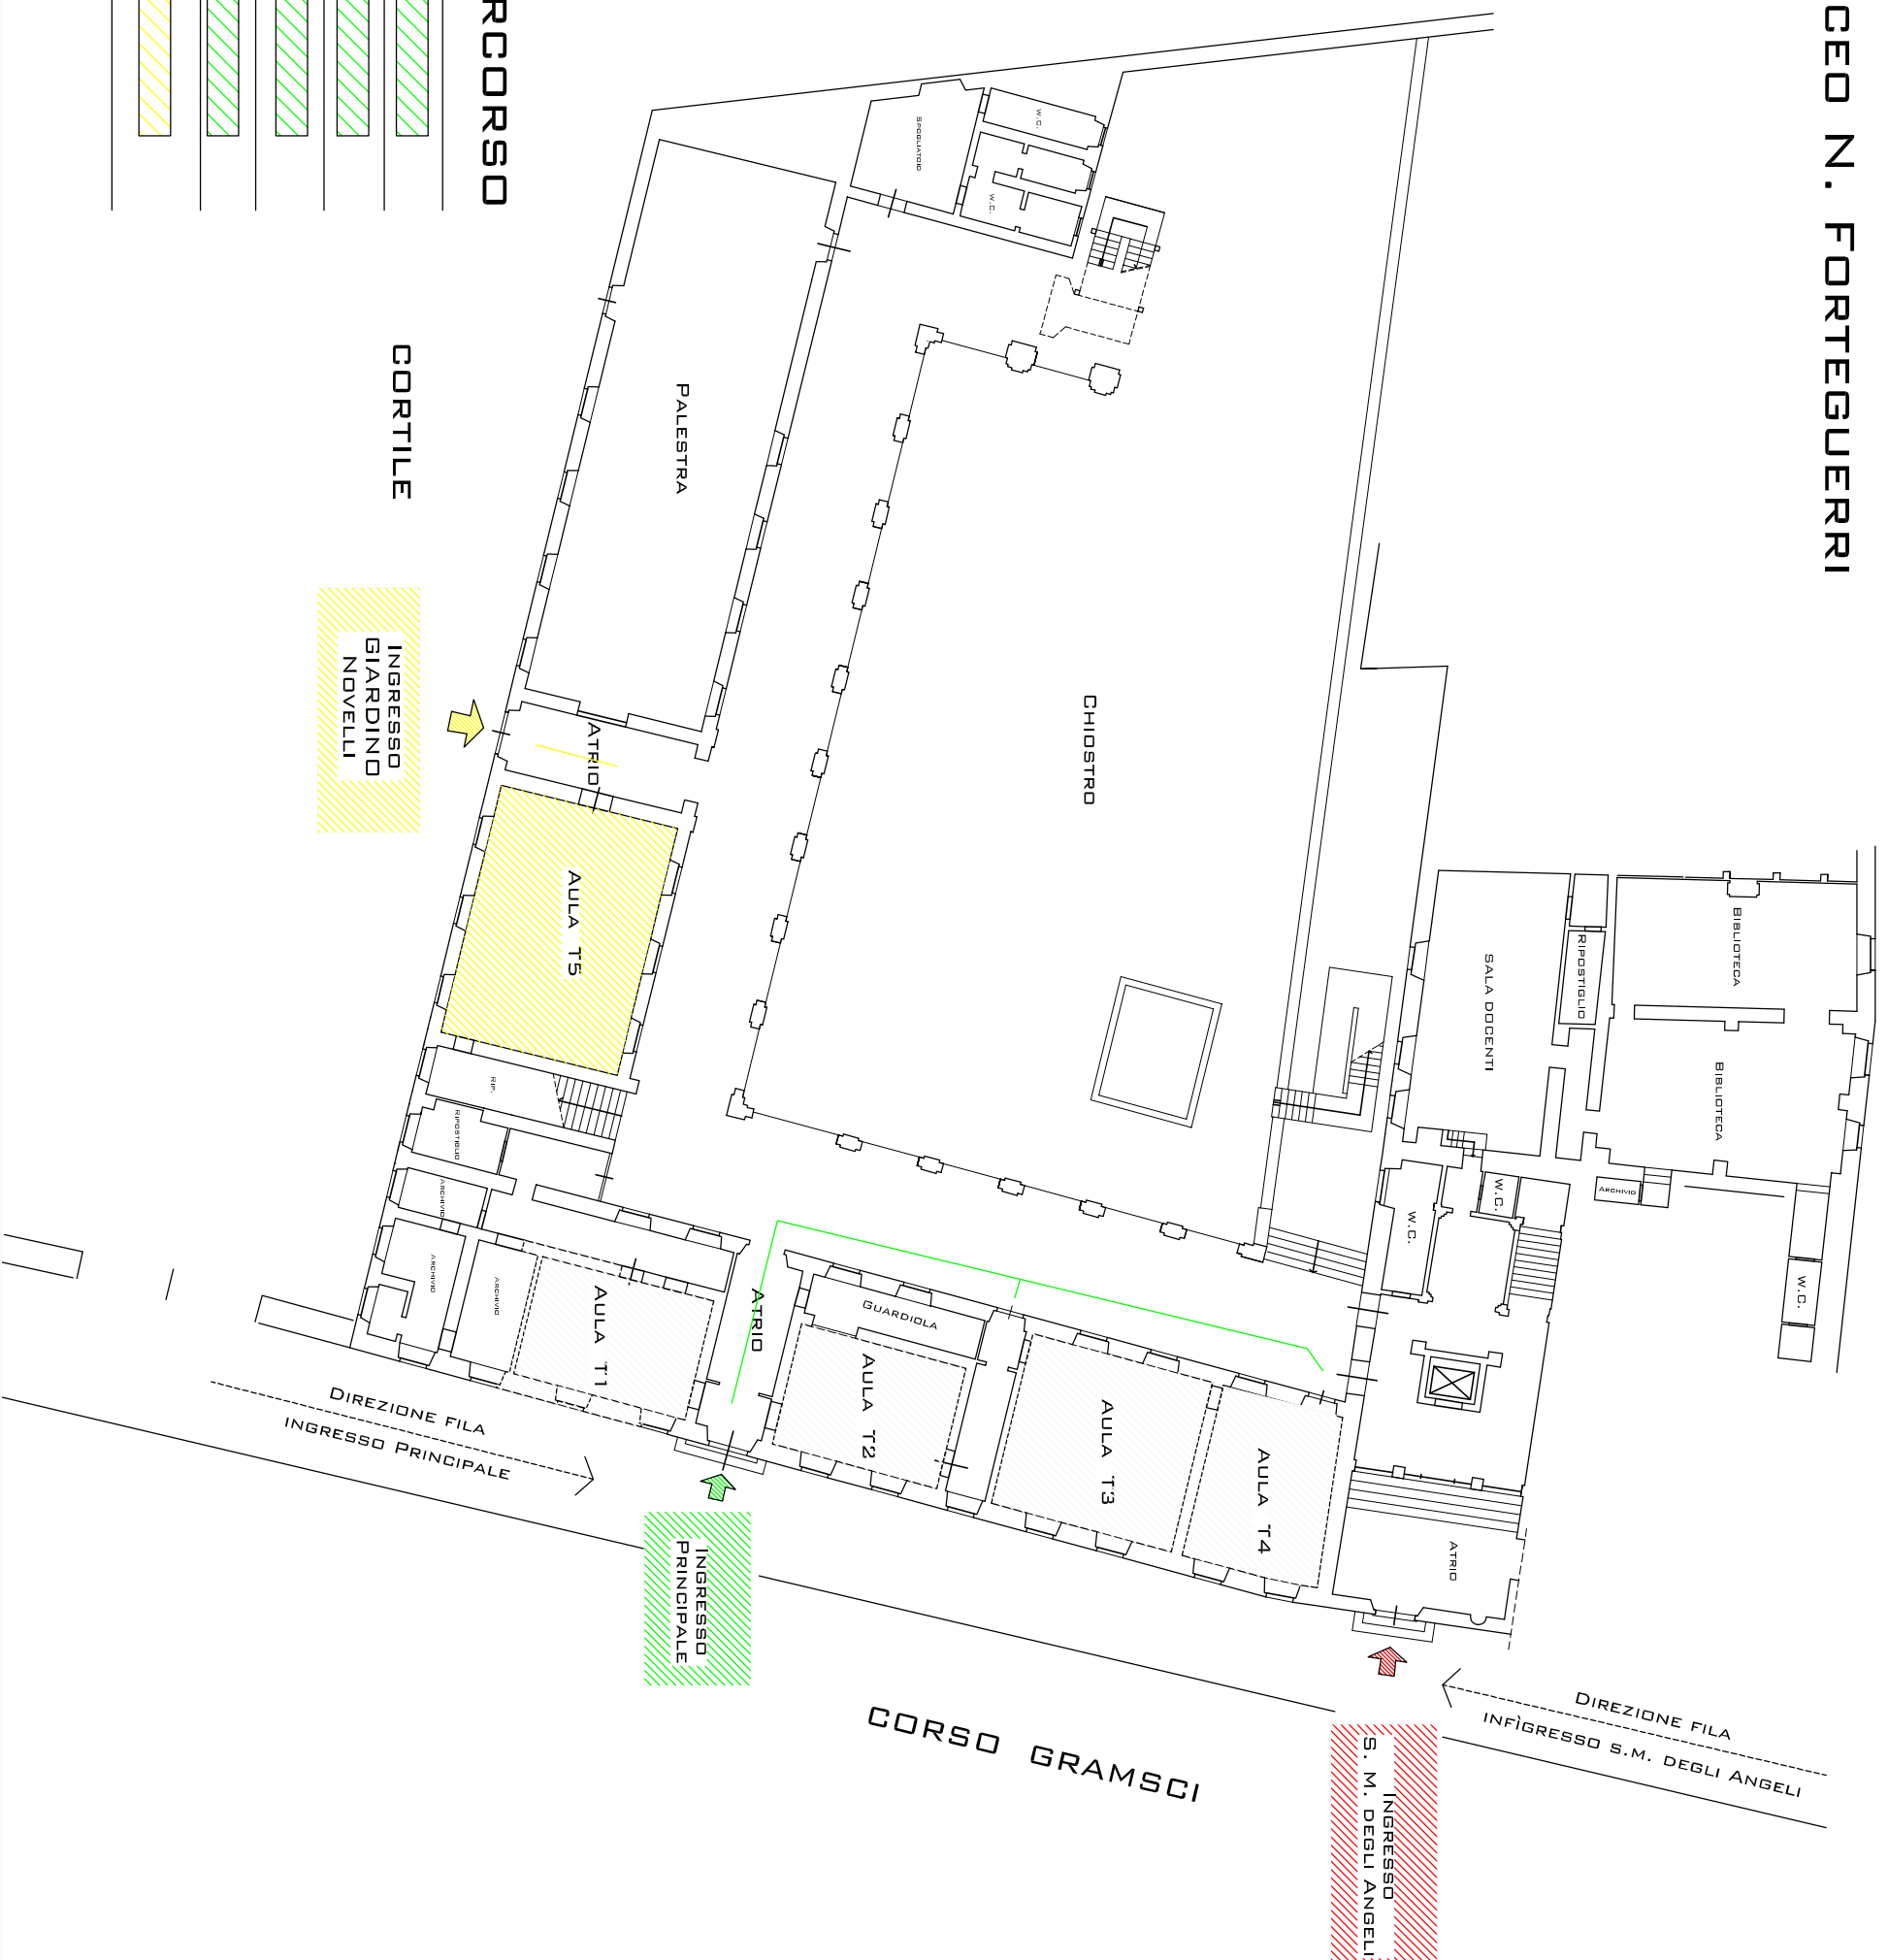 CEO N. FORTEGUERRI
RCORSO
CORTILE
W.C.
SPOGLIATOIO
W.C.
PALESTRA
CHIOSTRO
INGRESSO
GIARDINO
NOVELLI
ATRIO
AULA T5
RIP.
RIPOSTIGLIO
ARCHIVIO
ARCHIVIO
ARCHIVIO
AULA T1
ATRIO
GUARDIOLA
AULA T2
AULA T3
AULA T4
ATRIO
SALA DOCENTI
RIPOSTIGLIO
BIBLIOTECA
BIBLIOTECA
ARCHIVIO
W.C.
W.C.
W.C.
DIREZIONE FILA
INGRESSO PRINCIPALE
INGRESSO
PRINCIPALE
CORSO GRAMSCI
DIREZIONE FILA
INFÌGRESSO S.M. DEGLI ANGELI
INGRESSO
S. M. DEGLI ANGELI